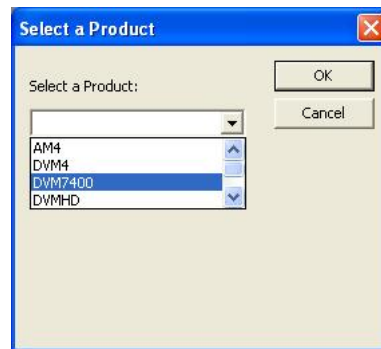 Select a Product
Select a Product:
OK
Cancel
AM4
DVM4
DVM7400
DVMHD